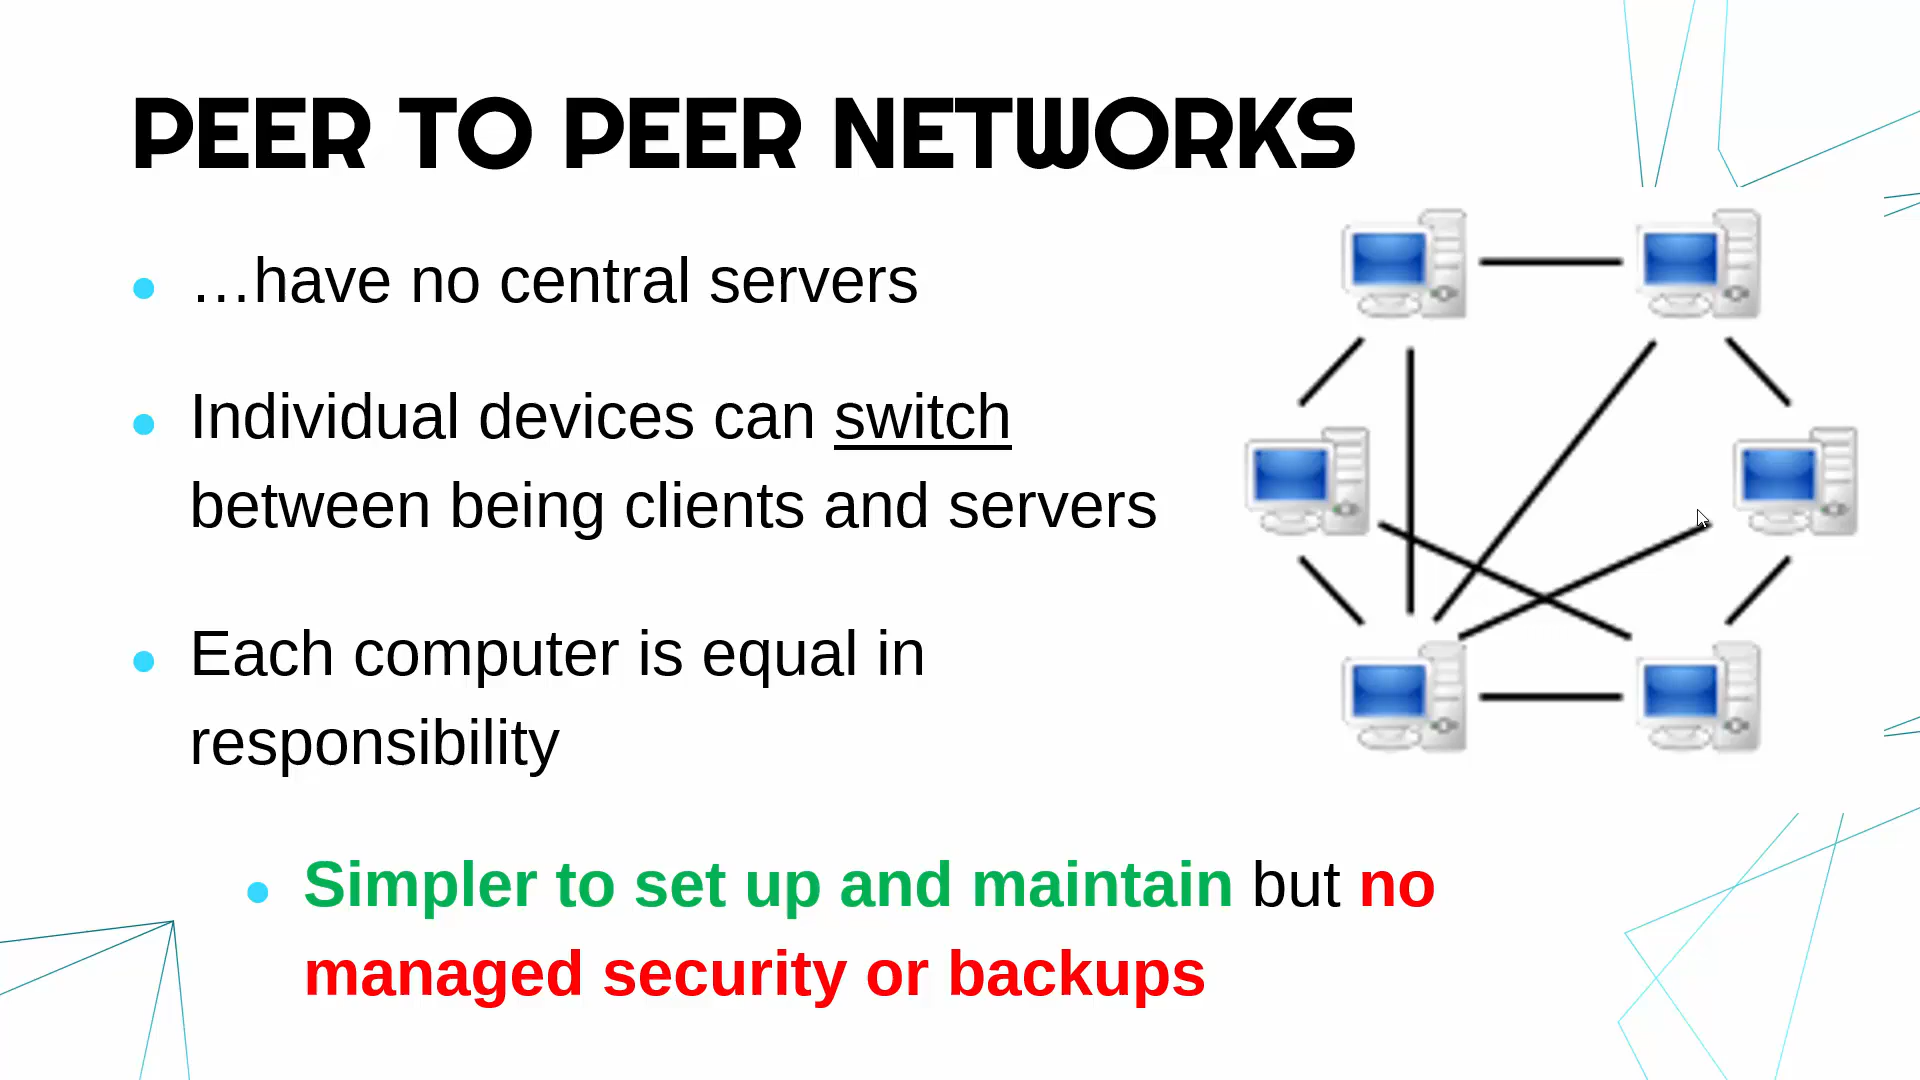 PEER TO PEER NETWORKS
…have no central servers
Individual devices can switch
between being clients and servers
Each computer is equal in
responsibility
Simpler to set up and maintain but no
managed security or backups